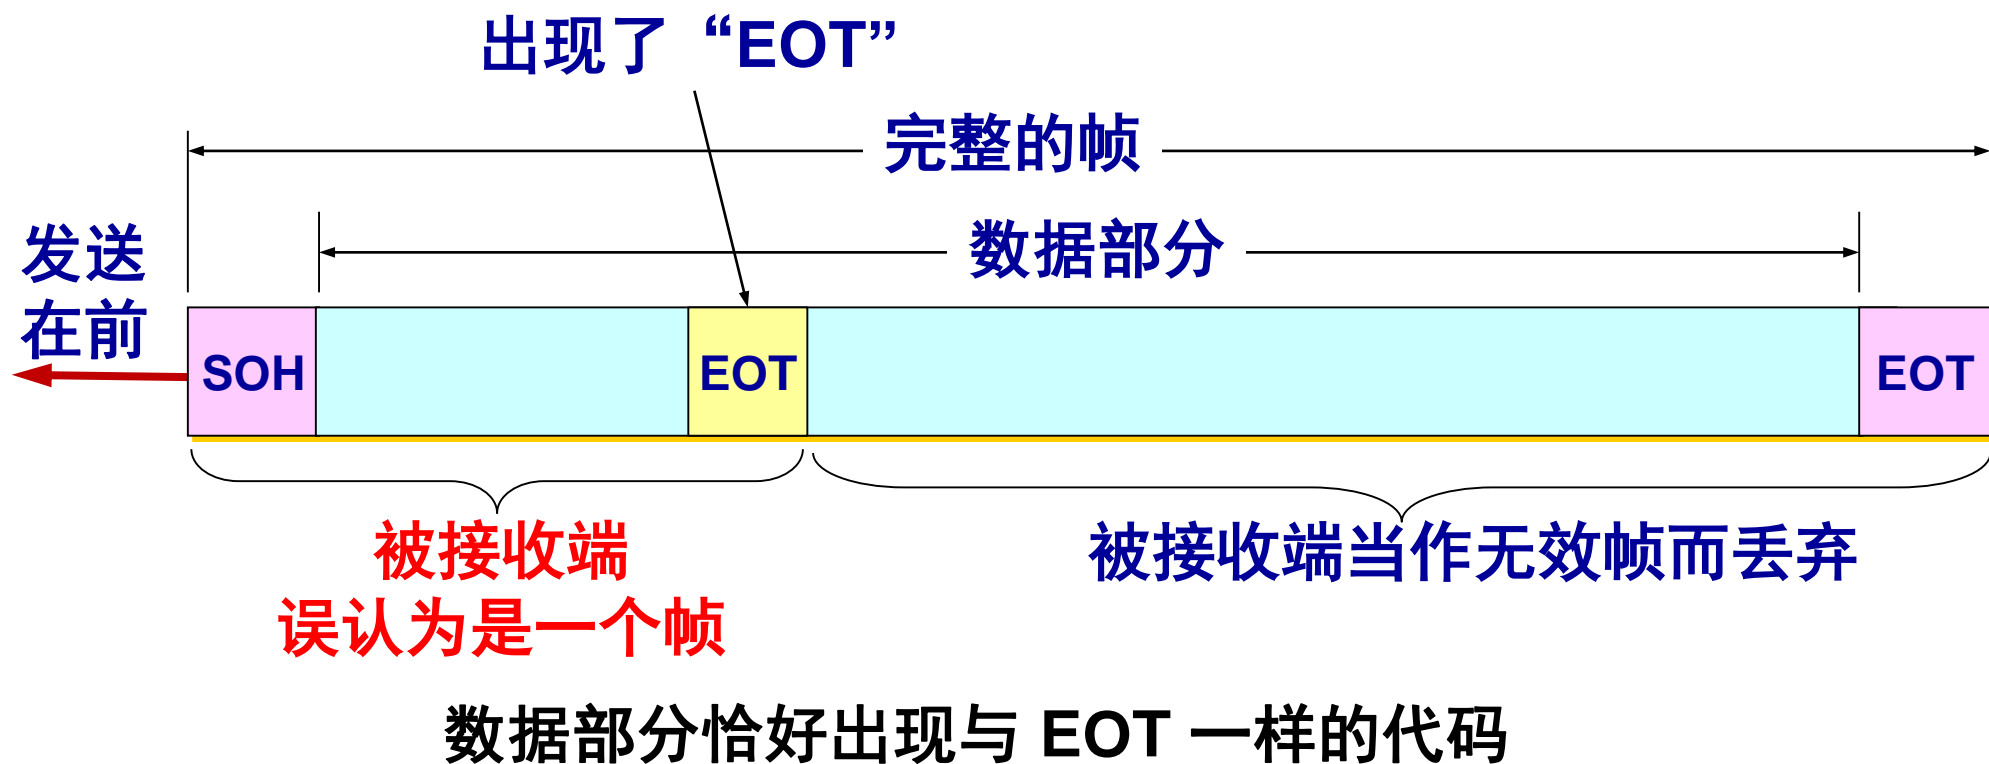 出现了 “EOT”
完整的帧
数据部分
发送
在前
SOH
EOT
EOT
被接收端
误认为是一个帧
被接收端当作无效帧而丢弃
数据部分恰好出现与 EOT 一样的代码